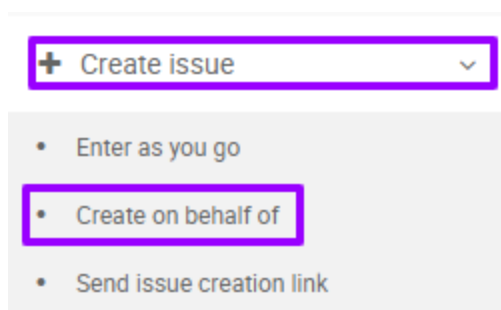 Create issue
Enter as you go
Create on behalf of
Send issue creation link